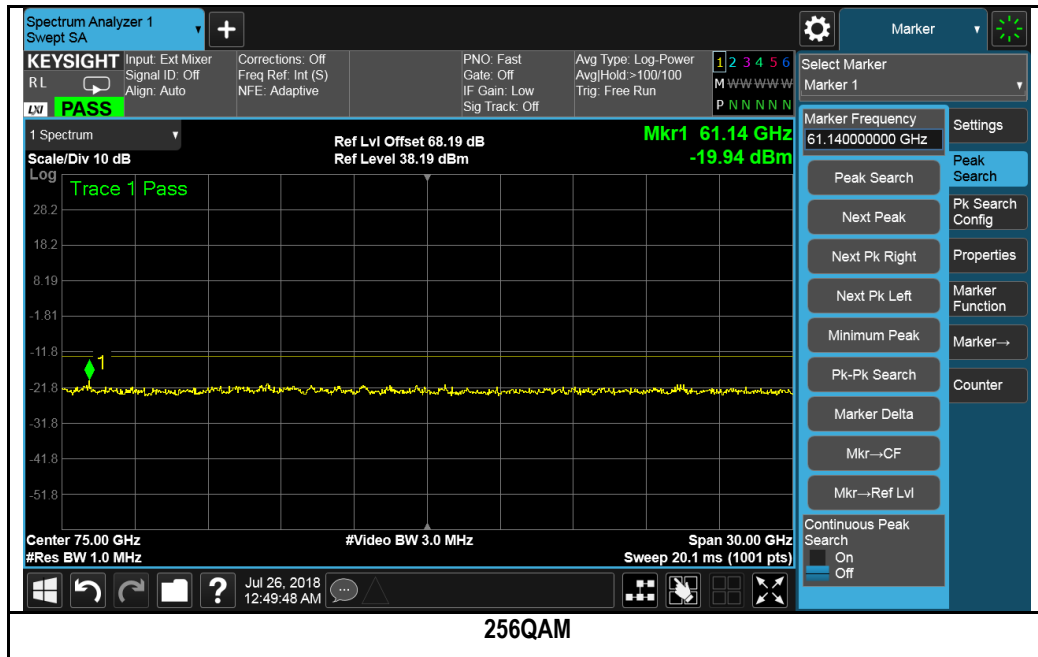 Spectrum Analyzer 1
Swept SA
+
Marker
KEYSIGHT
RL
LXI PASS
Input: Ext Mixer
Signal ID: Off
Align: Auto
Corrections: Off
Freq Ref: Int (S)
NFE: Adaptive
PNO: Fast
Gate: Off
IF Gain: Low
Sig Track: Off
Avg Type: Log-Power
Avg|Hold:>100/100
Trig: Free Run
1 2 3 4 5 6
M W W W W W
P N N N N N
Select Marker
Marker 1
1 Spectrum
Scale/Div 10 dB
Ref Lvl Offset 68.19 dB
Ref Level 38.19 dBm
Mkr1 61.14 GHz
-19.94 dBm
Log
Trace 1 Pass
28.2
18.2
8.19
-1.81
-11.8
1
-21.8
-31.8
-41.8
-51.8
Center 75.00 GHz
#Res BW 1.0 MHz
#Video BW 3.0 MHz
Span 30.00 GHz
Sweep 20.1 ms (1001 pts)
Marker Frequency
61.140000000 GHz
Peak Search
Next Peak
Next Pk Right
Next Pk Left
Minimum Peak
Pk-Pk Search
Marker Delta
Mkr→CF
Mkr→Ref Lvl
Continuous Peak
Search
On
Off
Settings
Peak
Search
Pk Search
Config
Properties
Marker
Function
Marker→
Counter
?
Jul 26, 2018
12:49:48 AM
256QAM